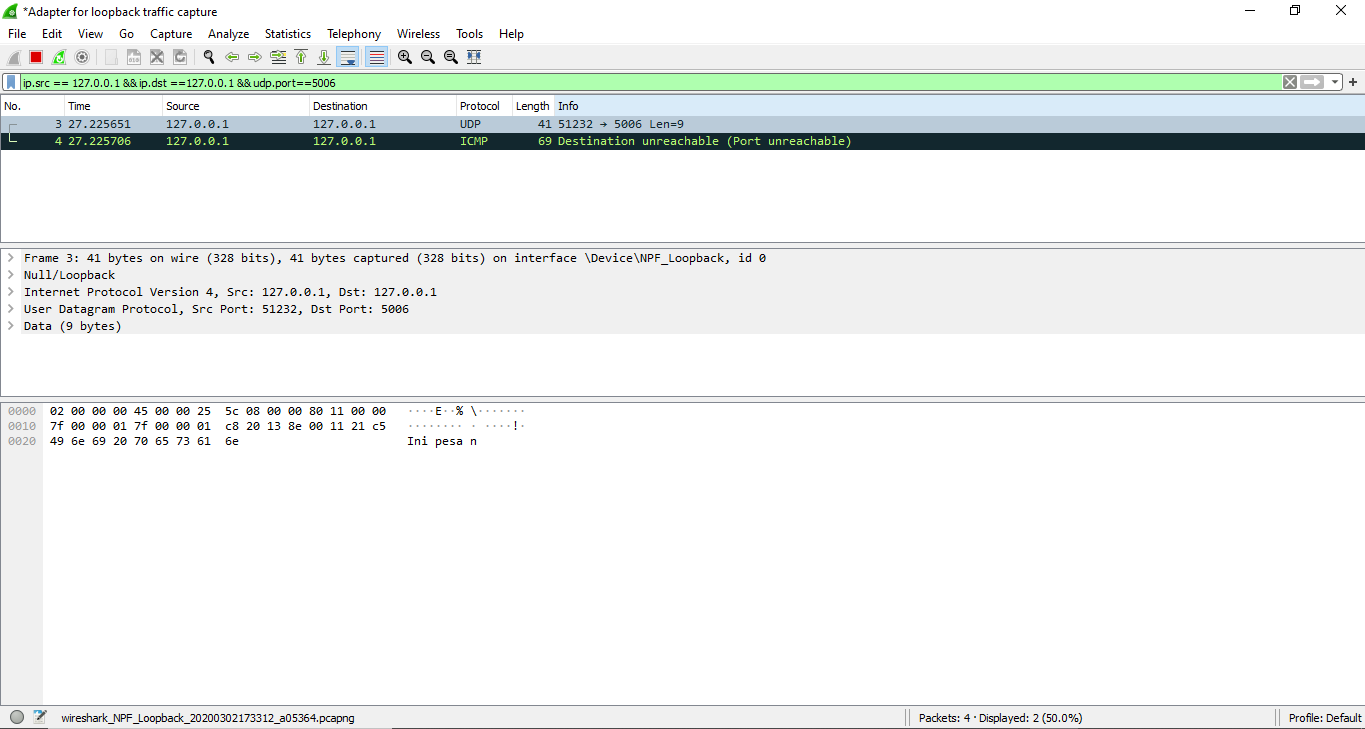 *Adapter for loopback traffic capture
File Edit View Go Capture Analyze Statistics Telephony Wireless Tools Help
ip.src == 127.0.0.1 && ip.dst ==127.0.0.1 && udp.port==5006
No. Time Source Destination Protocol Length Info
3 27.225651 127.0.0.1 127.0.0.1 UDP 41 51232 → 5006 Len=9
4 27.225706 127.0.0.1 127.0.0.1 ICMP 69 Destination unreachable (Port unreachable)
Frame 3: 41 bytes on wire (328 bits), 41 bytes captured (328 bits) on interface \Device\NPF_Loopback, id 0
Null/Loopback
Internet Protocol Version 4, Src: 127.0.0.1, Dst: 127.0.0.1
User Datagram Protocol, Src Port: 51232, Dst Port: 5006
Data (9 bytes)
0000 02 00 00 00 45 00 00 25 5c 08 00 00 80 11 00 00 ····E··% \·······
0010 7f 00 00 01 7f 00 00 01 c8 20 13 8e 00 11 21 c5 ········ · ····!·
0020 49 6e 69 20 70 65 73 61 6e Ini pesa n
wireshark_NPF_Loopback_20200302173312_a05364.pcapng Packets: 4 · Displayed: 2 (50.0%) Profile: Default